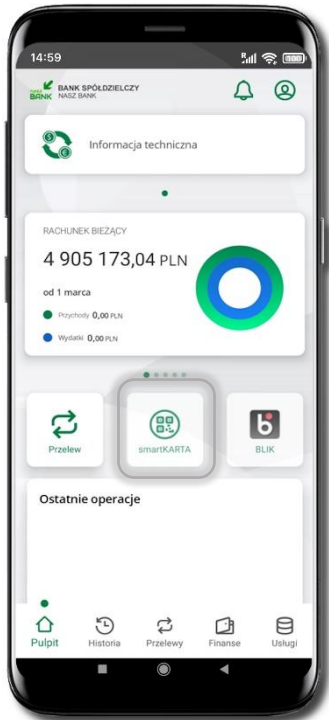 14:59
BANK SPÓŁDZIELCZY
BANK NASZ BANK
Informacja techniczna
RACHUNEK BIEŻĄCY
4 905 173,04 PLN
od 1 marca
Przychody 0,00 PLN
Wydatki 0,00 PLN
Przelew
smartKARTA
BLIK
Ostatnie operacje
Pulpit
Historia
Przelewy
Finanse
Usługi